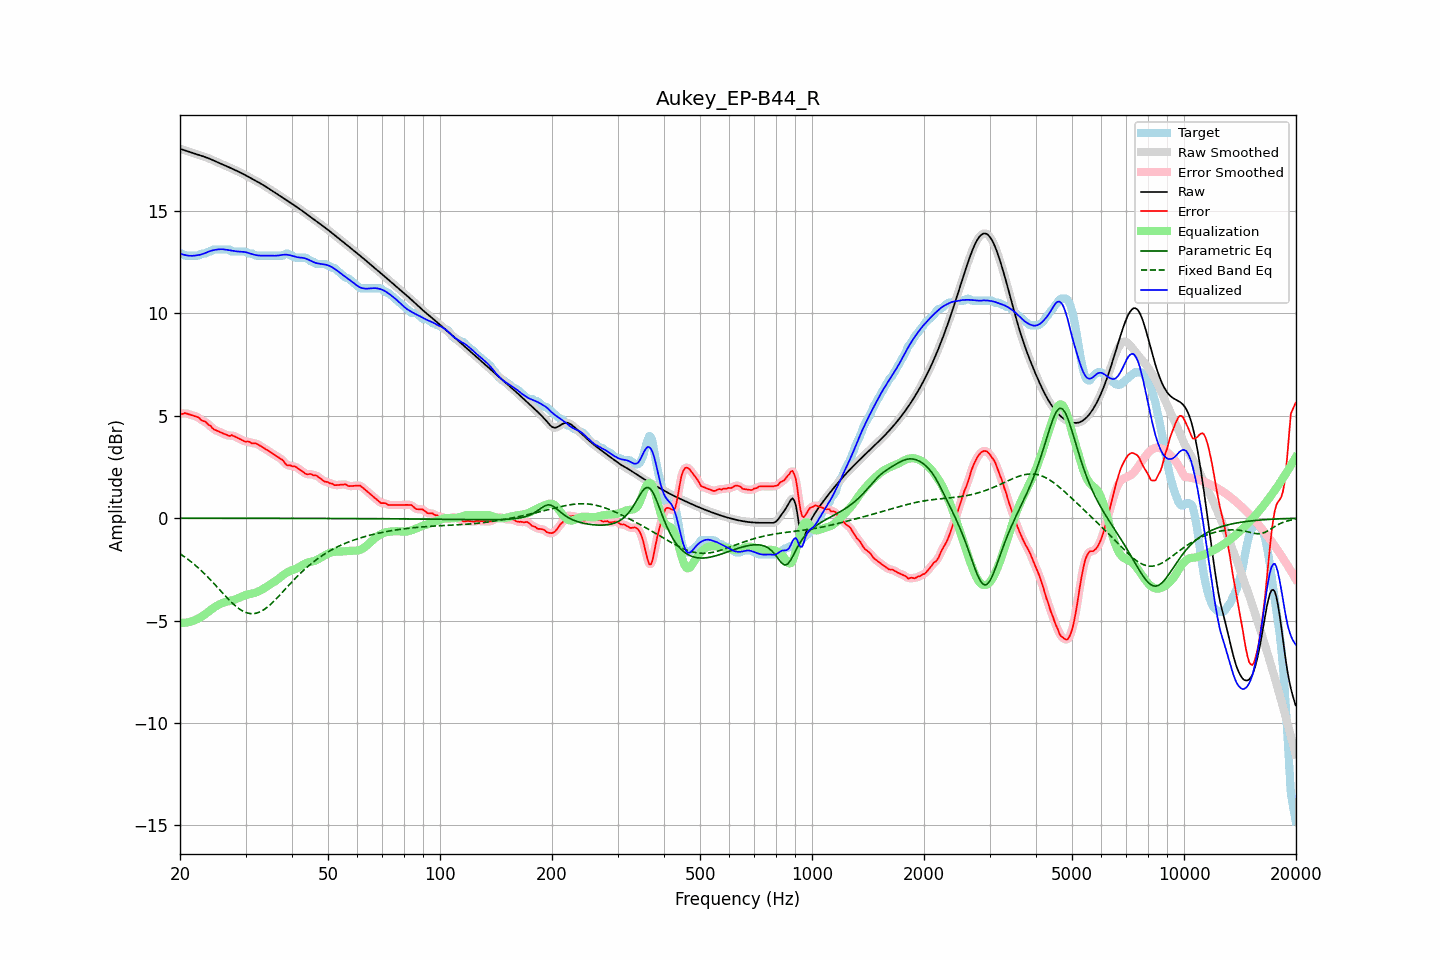 Aukey_EP-B44_R
Target
Raw Smoothed
Error Smoothed
Raw
Error
Equalization
Parametric Eq
Fixed Band Eq
Equalized
Amplitude (dBr)
15
10
5
0
−5
−10
−15
20
50
100
200
500
1000
2000
5000
10000
20000
Frequency (Hz)